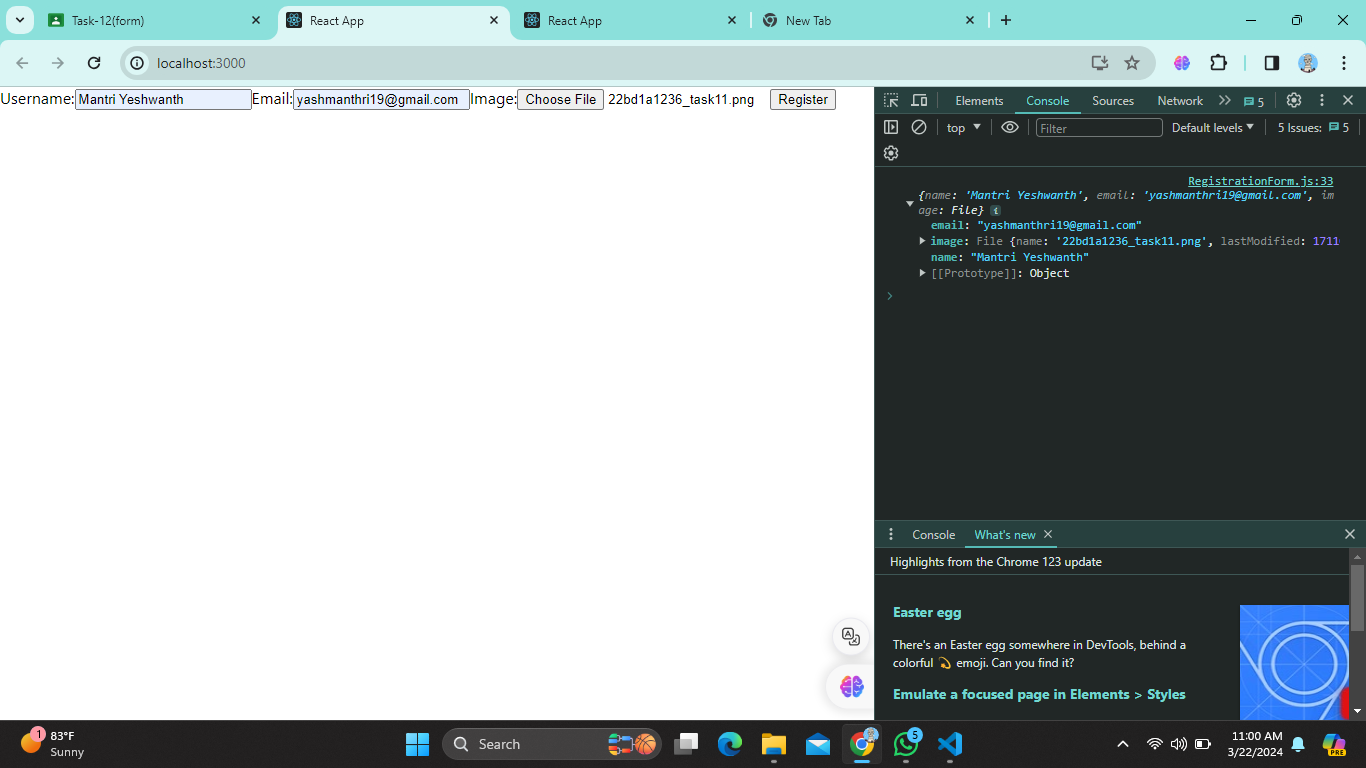 Task-12(form)
React App
React App
New Tab
localhost:3000
Username: Mantri Yeshwanth Email: yashmanthri19@gmail.com Image: Choose File 22bd1a1236_task11.png Register
Elements Console Sources Network 5
top Filter Default levels 5 Issues: 5
RegistrationForm.js:33
{name: 'Mantri Yeshwanth', email: 'yashmanthri19@gmail.com', im
age: File} i
email: "yashmanthri19@gmail.com"
image: File {name: '22bd1a1236_task11.png', lastModified: 1711
name: "Mantri Yeshwanth"
[[Prototype]]: Object
Console What's new
Highlights from the Chrome 123 update
Easter egg
There's an Easter egg somewhere in DevTools, behind a
colorful 💫 emoji. Can you find it?
Emulate a focused page in Elements > Styles
1
83°F
Sunny
Search
5
11:00 AM
3/22/2024
PRE